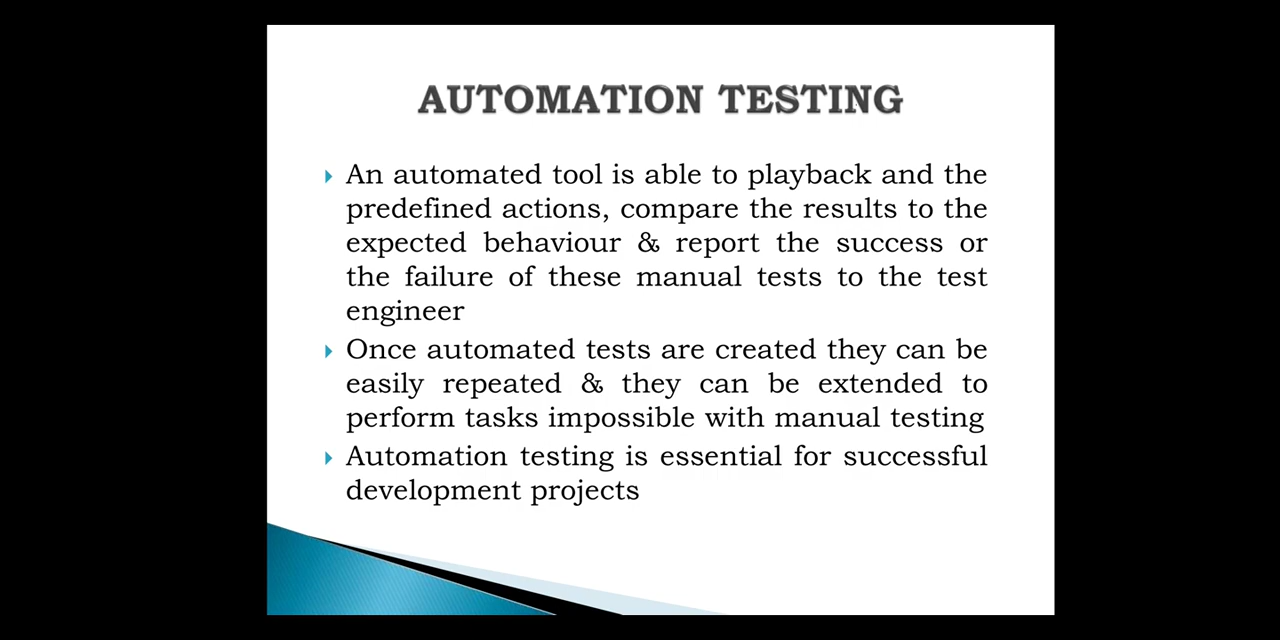 AUTOMATION TESTING
An automated tool is able to playback and the
predefined actions, compare the results to the
expected behaviour & report the success or
the failure of these manual tests to the test
engineer
Once automated tests are created they can be
easily repeated & they can be extended to
perform tasks impossible with manual testing
Automation testing is essential for successful
development projects